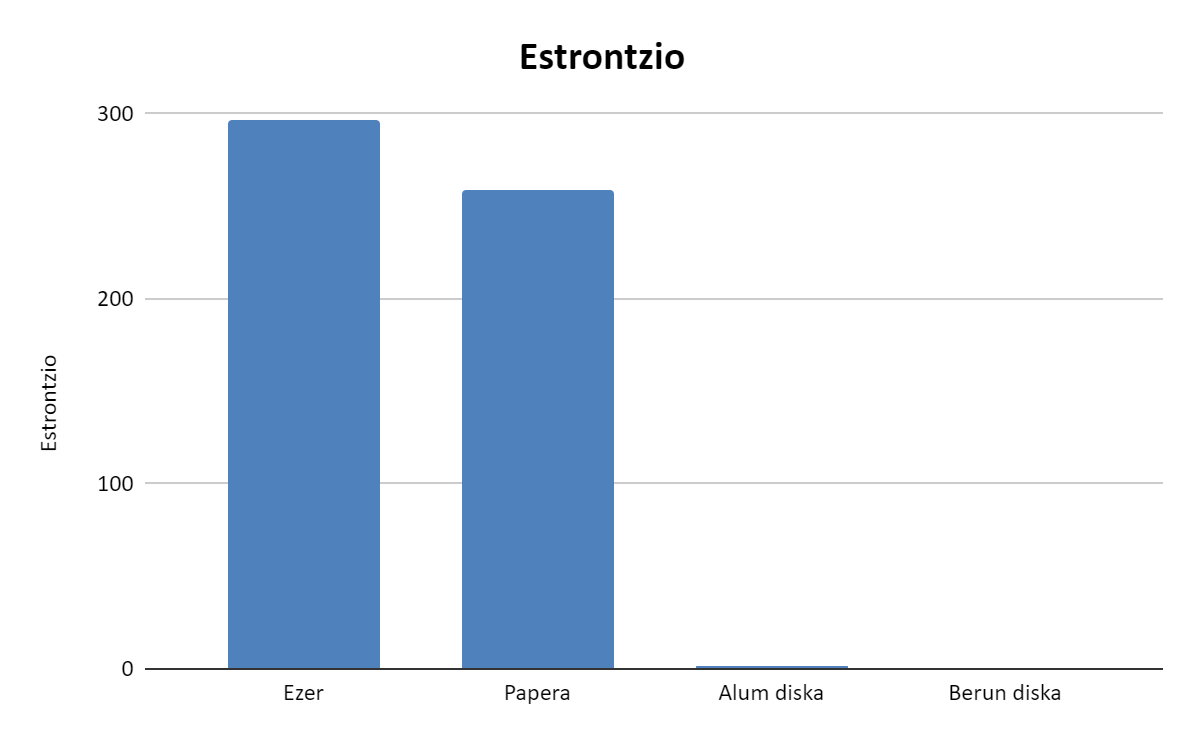 Estrontzio
300
200
100
0
Estrontzio
Ezer
Papera
Alum diska
Berun diska